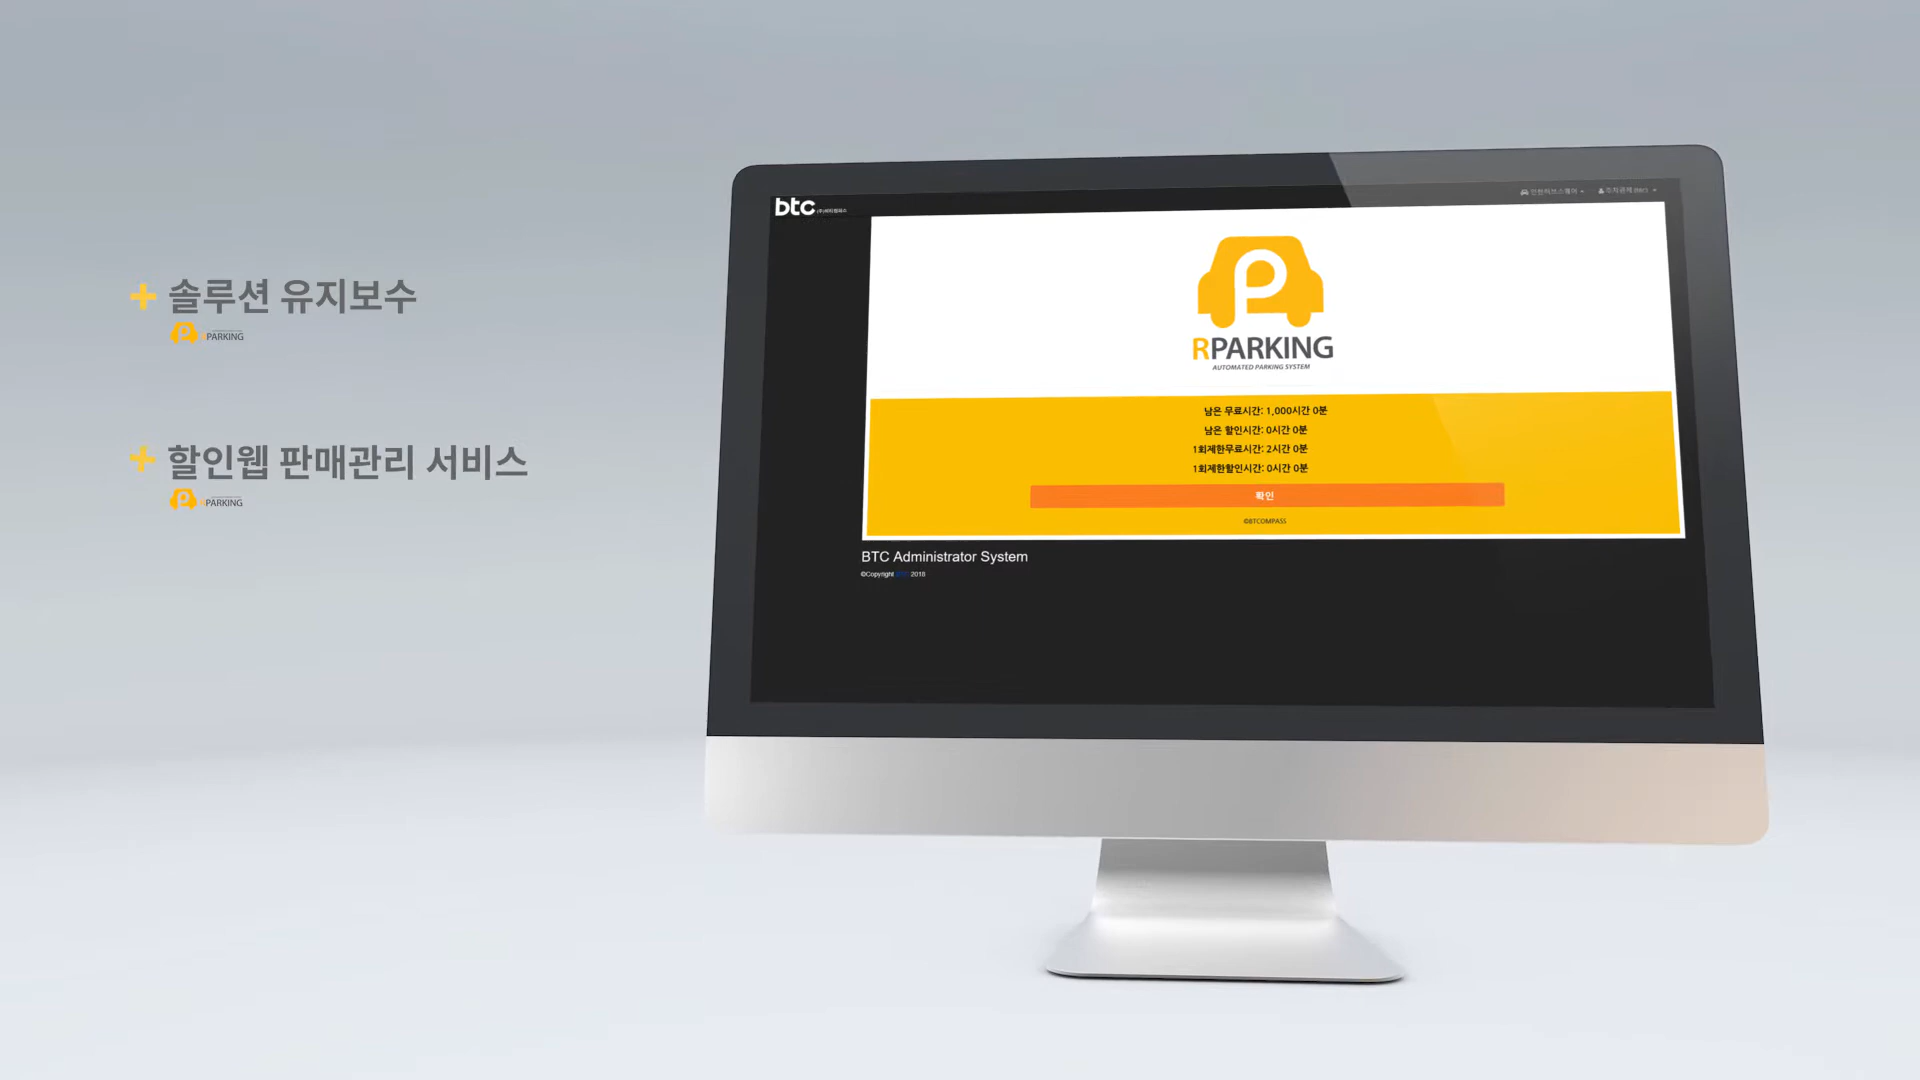 솔루션 유지보수
RPARKING
할인웹 판매관리 서비스
RPARKING
btc
RPARKING
AUTOMATED PARKING SYSTEM
남은 무료시간: 1,000시간 0분
남은 할인시간: 0시간 0분
1회제한무료시간: 2시간 0분
1회제한할인시간: 0시간 0분
확인
©BTCOMPASS
BTC Administrator System
©Copyright BTC 2018